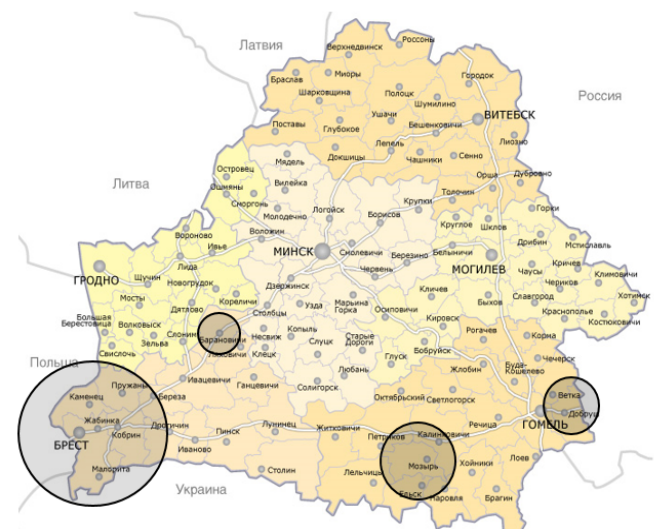 Латвия
Россоны
Верхнедвинск
Городок
Браслав
Миоры
Россия
Шарковщина
Полоцк
Шумилино
Ушачи
ВИТЕБСК
Поставы
Глубокое
Бешенковичи
Лиозно
Лепель
Мядель
Докшицы
Чашники
Сенно
Островец
Ошмяны
Вилейка
Орша
Дубровно
Литва
Сморгонь
Толочин
Молодечно
Логойск
Борисов
Крупки
Горки
Вороново
Воложин
Круглое
Шклов
Ивье
МИНСК
Смолевичи
Березино
Белыничи
Дрибин
Мстиславль
Лида
Червень
МОГИЛЕВ
Чаусы
Кричев
ГРОДНО
Щучин
Новогрудок
Дзержинск
Чериков
Климовичи
Мосты
Кореличи
Узда
Марьина
Горка
Кличев
Быхов
Славгород
Хотимск
Большая
Берестовица
Дятлово
Столбцы
Осиповичи
Краснополье
Костюковичи
Волковыск
Слоним
Несвиж
Копыль
Кировск
Зельва
Барановичи
Слуцк
Старые
Дороги
Рогачев
Корма
Свислочь
Ляховичи
Клецк
Глуск
Бобруйск
Чечерск
Польша
Любань
Жлобин
Буда-
Кошелево
Пружаны
Ивацевичи
Ганцевичи
Солигорск
Каменец
Береза
Октябрьский
Светлогорск
Ветка
Жабинка
Дрогичин
Пинск
Лунинец
Житковичи
Речица
Добруш
БРЕСТ
Кобрин
Петриков
Калинковичи
ГОМЕЛЬ
Иваново
Лоев
Малорита
Столин
Лельчицы
Мозырь
Хойники
Украина
Ельск
Наровля
Брагин